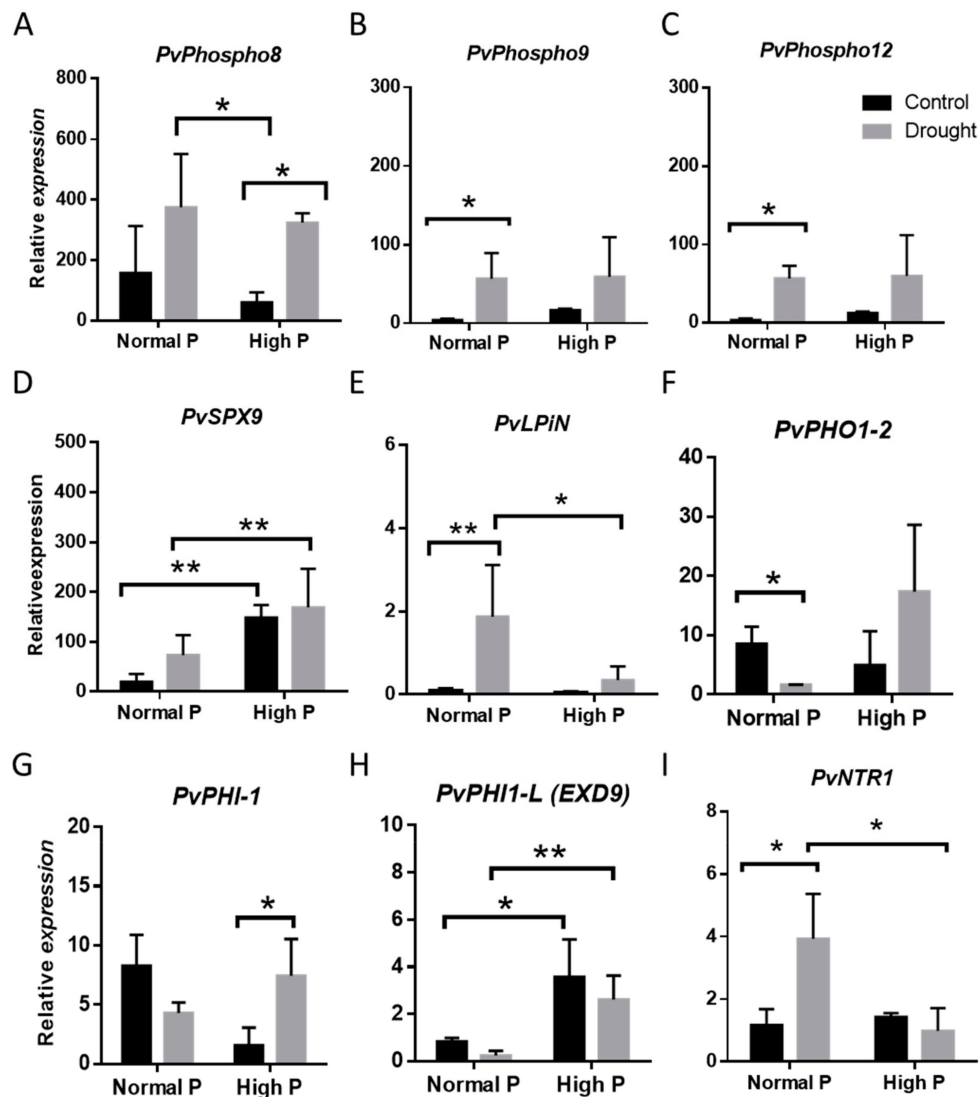 A
PvPhospho8
Relative expression
800
600
400
200
0
*
*
Normal P High P
B
PvPhospho9
300
200
100
0
*
Normal P High P
C
PvPhospho12
300
200
100
0
*
Normal P High P
Control
Drought
D
PvSPX9
Relativeexpression
500
400
300
200
100
0
**
**
Normal P High P
E
PvLPiN
6
4
2
0
**
*
Normal P High P
F
PvPHO1-2
40
30
20
10
0
*
Normal P High P
G
PvPHI-1
Relative expression
20
15
10
5
0
*
Normal P High P
H
PvPHI1-L (EXD9)
10
8
6
4
2
0
**
*
Normal P High P
I
PvNTR1
8
6
4
2
0
*
*
Normal P High P